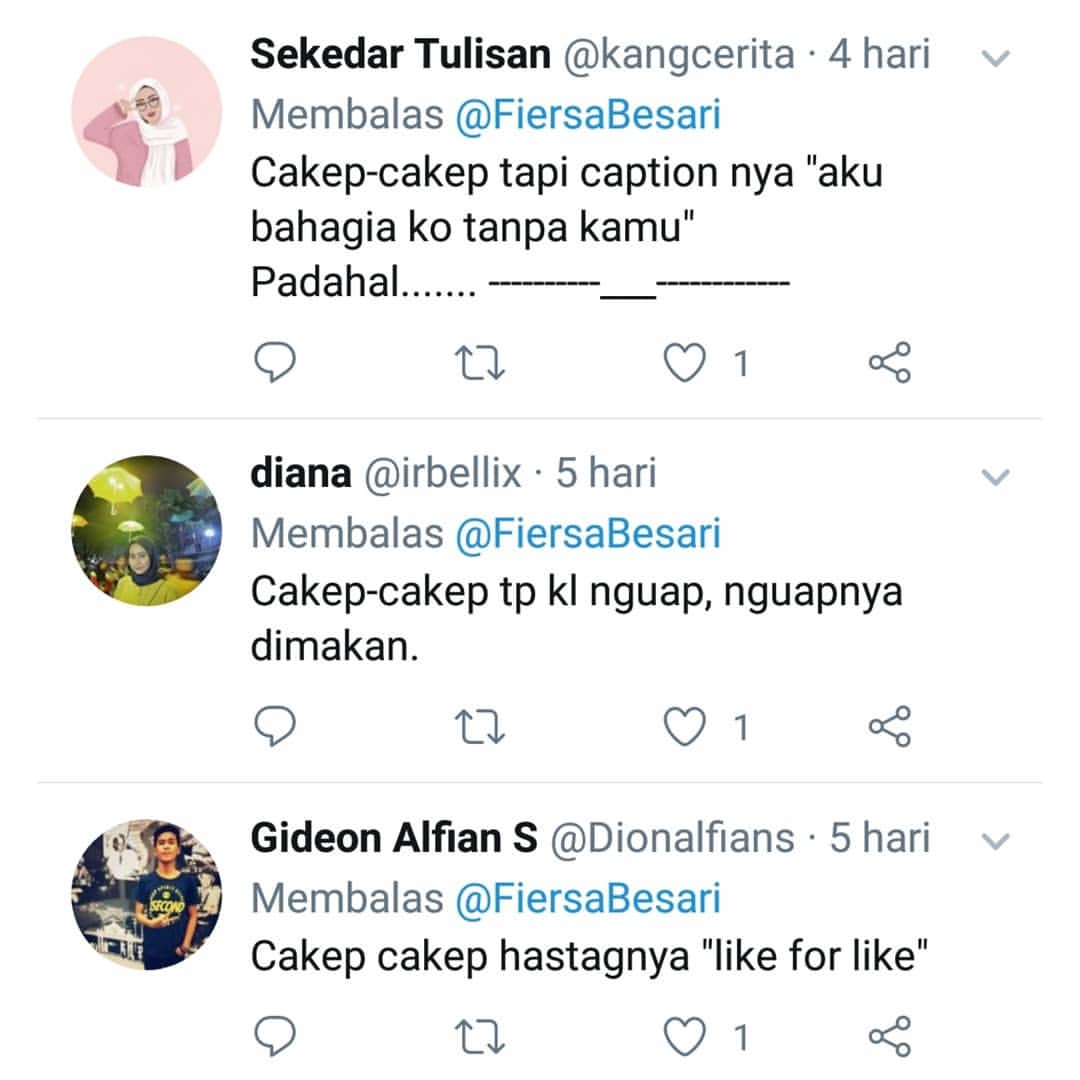 Sekedar Tulisan @kangcerita · 4 hari
Membalas @FiersaBesari
Cakep-cakep tapi caption nya "aku
bahagia ko tanpa kamu"
Padahal....... ----------___------------
1
diana @irbellix · 5 hari
Membalas @FiersaBesari
Cakep-cakep tp kl nguap, nguapnya
dimakan.
1
Gideon Alfian S @Dionalfians · 5 hari
Membalas @FiersaBesari
Cakep cakep hastagnya "like for like"
1
SECOND